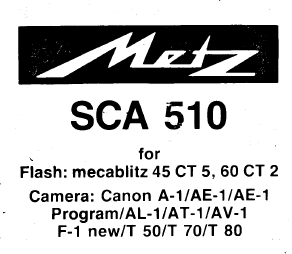 Metz
SCA 510
for
Flash: mecablitz 45 CT 5, 60 CT 2
Camera: Canon A-1/AE-1/AE-1
Program/AL-1/AT-1/AV-1
F-1 new/T 50/T 70/T 80